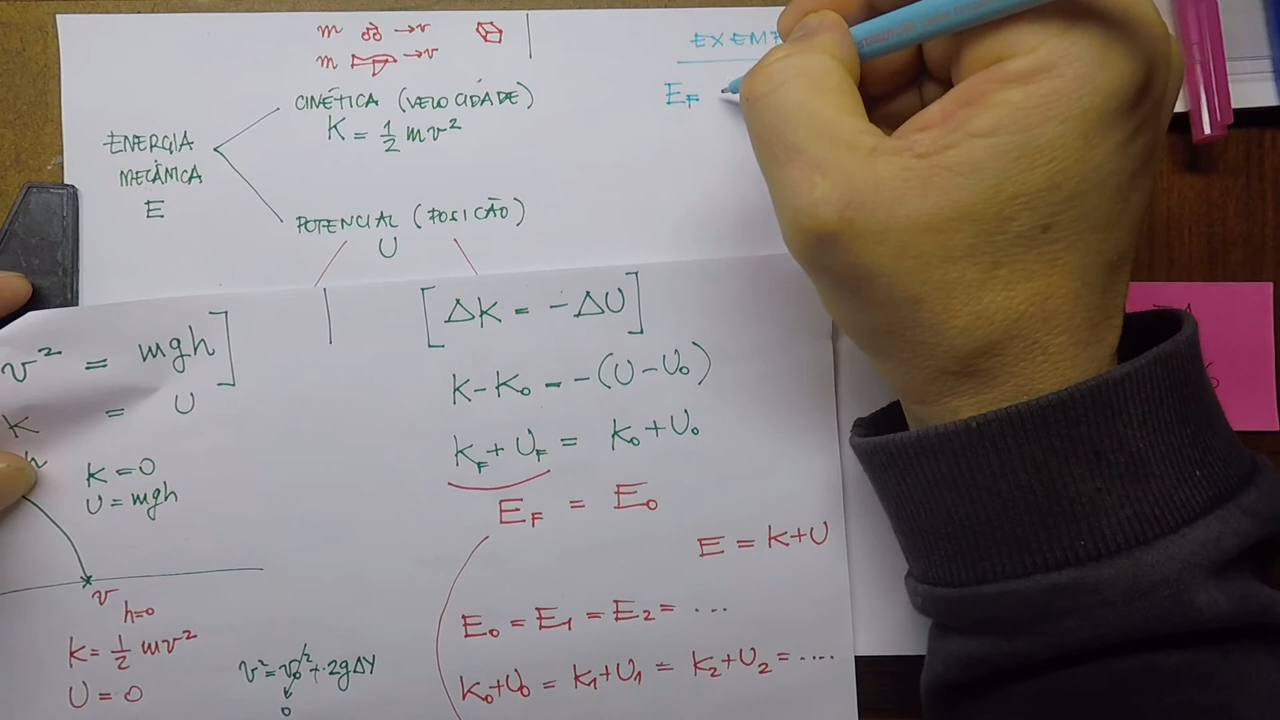 m →v
m →v
CINÉTICA (VELOCIDADE)
K = 1/2 mv²
ENERGIA
MECÂNICA
E
POTENCIAL (POSIÇÃO)
U
EXEM
E_F
v² = mgh]
K = U
K = 0
U = mgh
v
h=0
K = 1/2 mv²
U = 0
v² = v₀² + 2gΔY
0
[ΔK = -ΔU]
K - K₀ = -(U - U₀)
K_F + U_F = K₀ + U₀
E_F = E₀
E = K+U
E₀ = E₁ = E₂ = ...
K₀+U₀ = K₁+U₁ = K₂+U₂ = ....